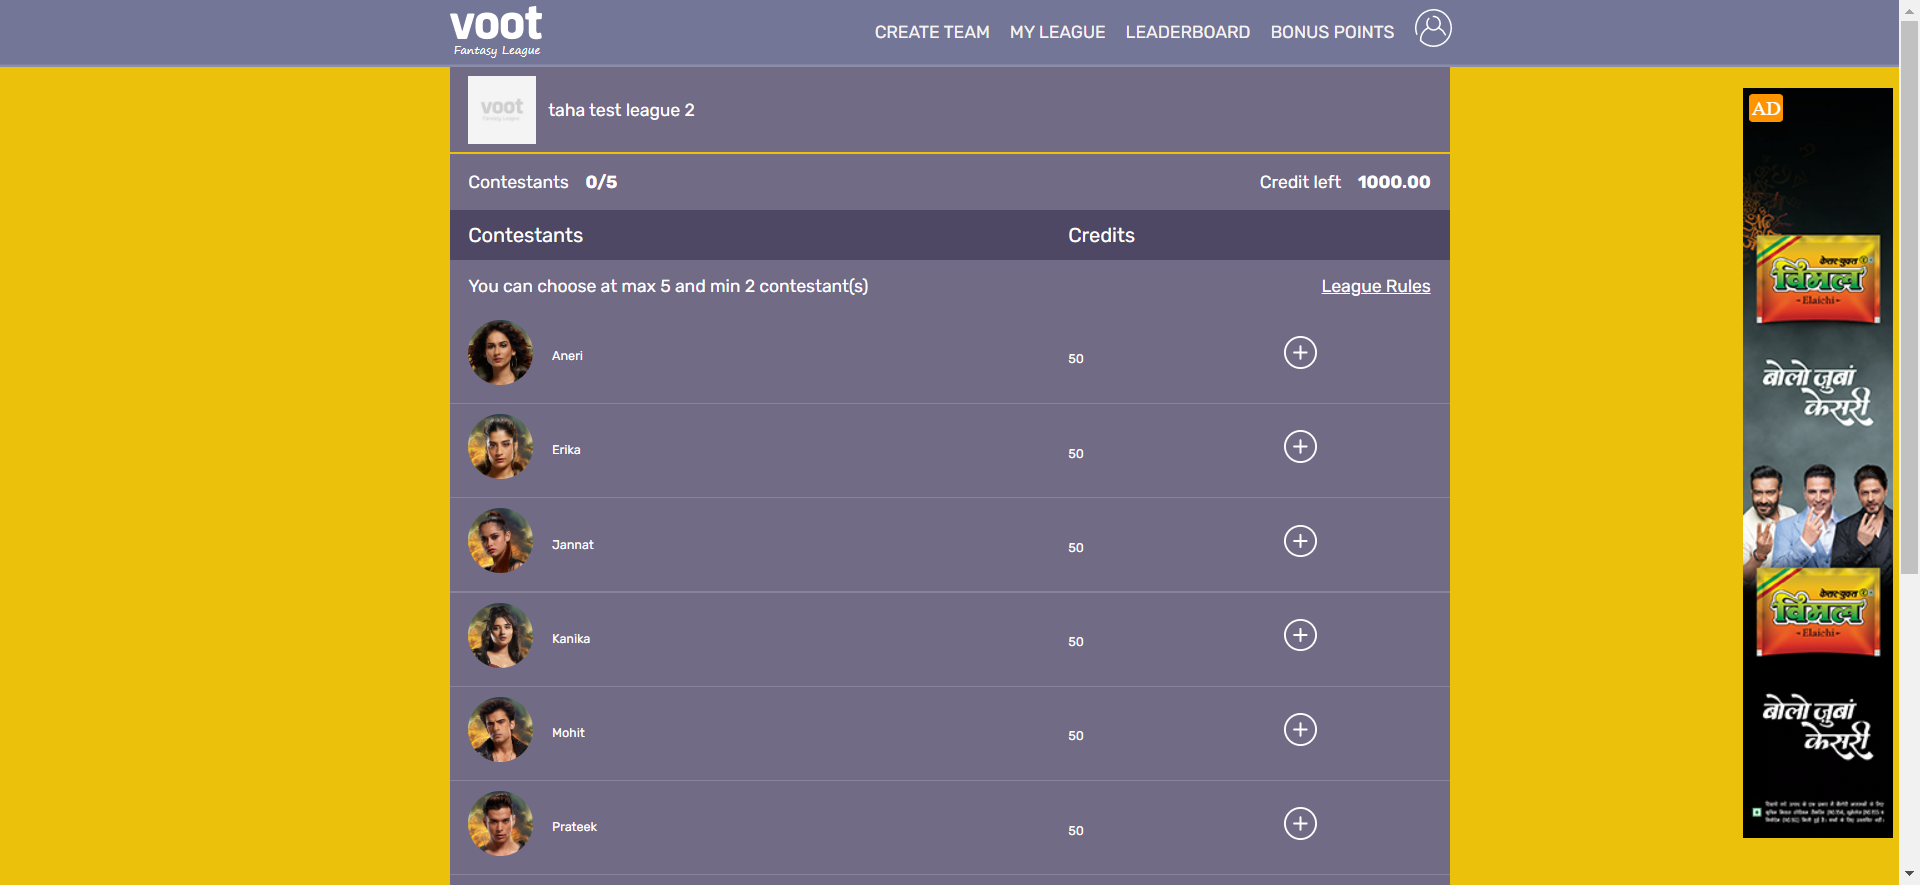 voot
Fantasy League
CREATE TEAM
MY LEAGUE
LEADERBOARD
BONUS POINTS
voot
Fantasy League
taha test league 2
Contestants 0/5
Credit left 1000.00
Contestants
Credits
You can choose at max 5 and min 2 contestant(s)
League Rules
Aneri
50
Erika
50
Jannat
50
Kanika
50
Mohit
50
Prateek
50
AD
केसर-युक्त
विमल
-Elaichi-
बोलो ज़ुबां
केसरी
केसर-युक्त
विमल
-Elaichi-
बोलो ज़ुबां
केसरी